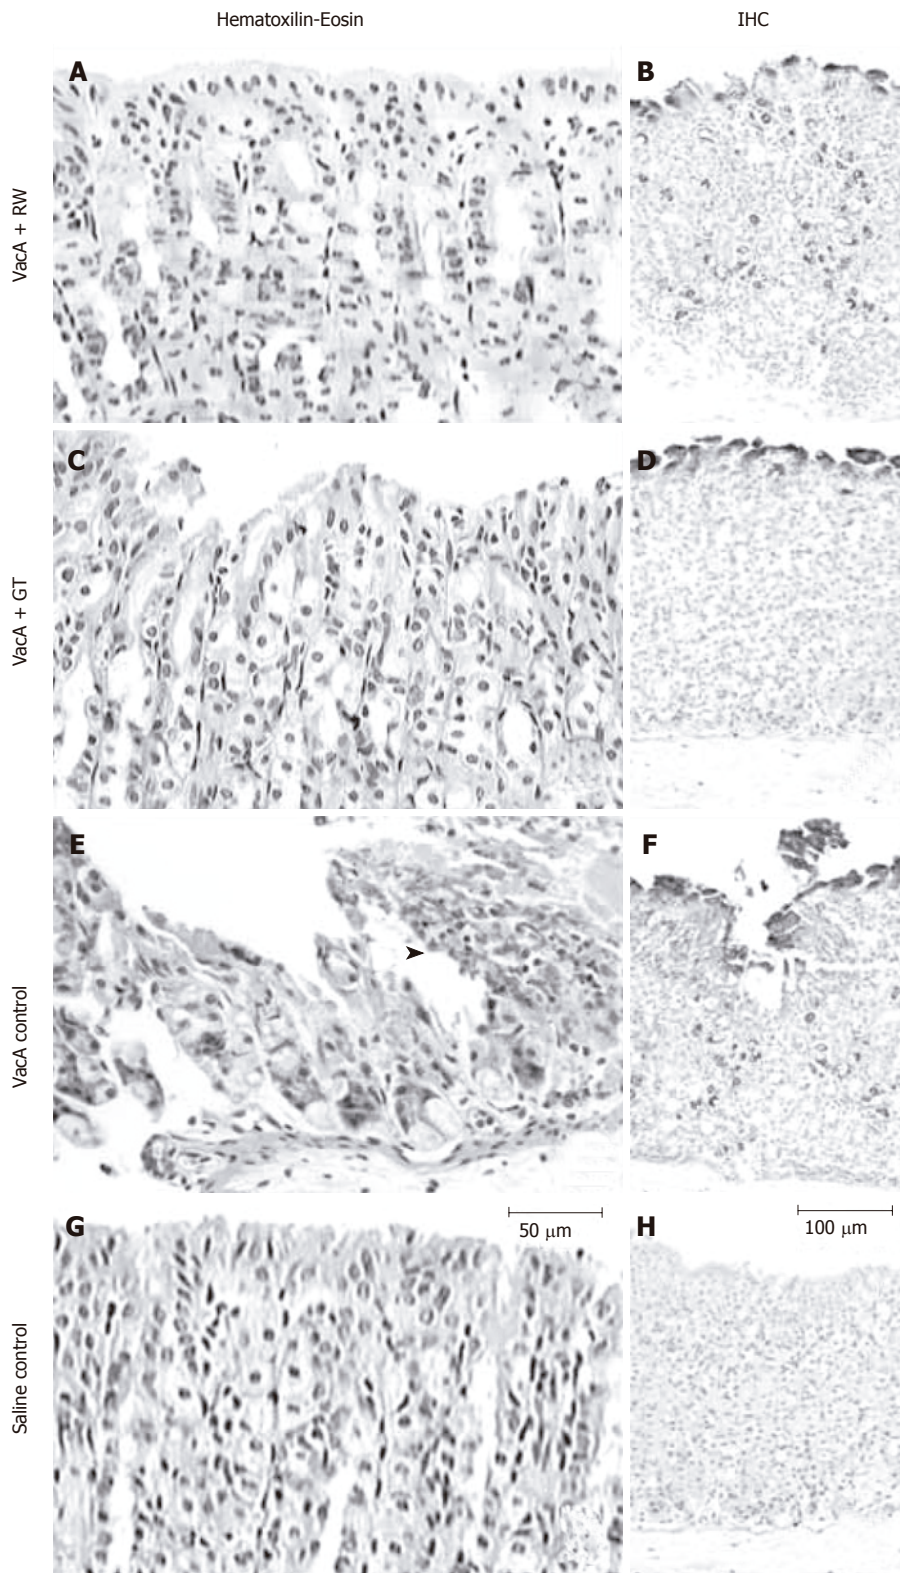 Hematoxilin-Eosin
IHC
VacA + RW
A
B
VacA + GT
C
D
VacA control
E
F
Saline control
G
50 μm
H
100 μm